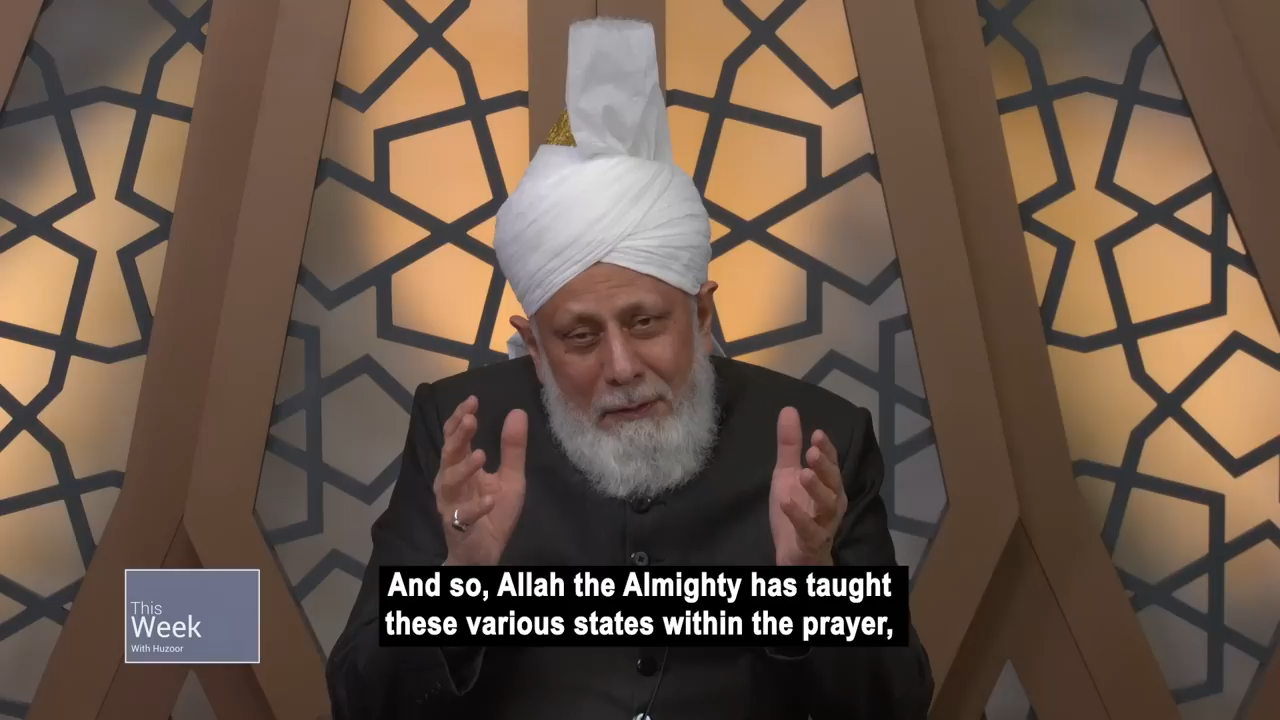 This
Week
With Huzoor
And so, Allah the Almighty has taught
these various states within the prayer,